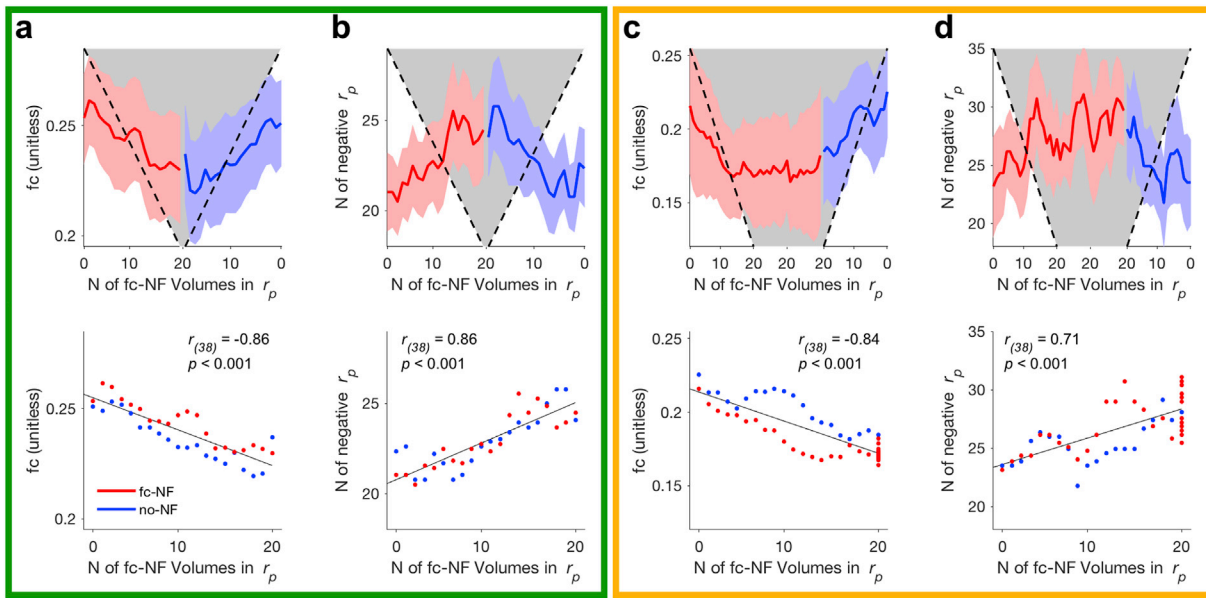 a
b
c
d
0.25
0.2
fc (unitless)
0 10 20 10 0
N of fc-NF Volumes in r_p
28
26
24
22
20
N of negative r_p
0 10 20 10 0
N of fc-NF Volumes in r_p
0.25
0.2
0.15
fc (unitless)
0 10 20 20 10 0
N of fc-NF Volumes in r_p
35
30
25
20
18
N of negative r_p
0 10 20 20 10 0
N of fc-NF Volumes in r_p
r_(38) = -0.86
p < 0.001
0.25
0.2
fc (unitless)
fc-NF
no-NF
0 10 20
N of fc-NF Volumes in r_p
r_(38) = 0.86
p < 0.001
25
20
N of negative r_p
0 10 20
N of fc-NF Volumes in r_p
r_(38) = -0.84
p < 0.001
0.25
0.2
0.15
fc (unitless)
0 10 20
N of fc-NF Volumes in r_p
r_(38) = 0.71
p < 0.001
35
30
25
20
18
N of negative r_p
0 10 20
N of fc-NF Volumes in r_p